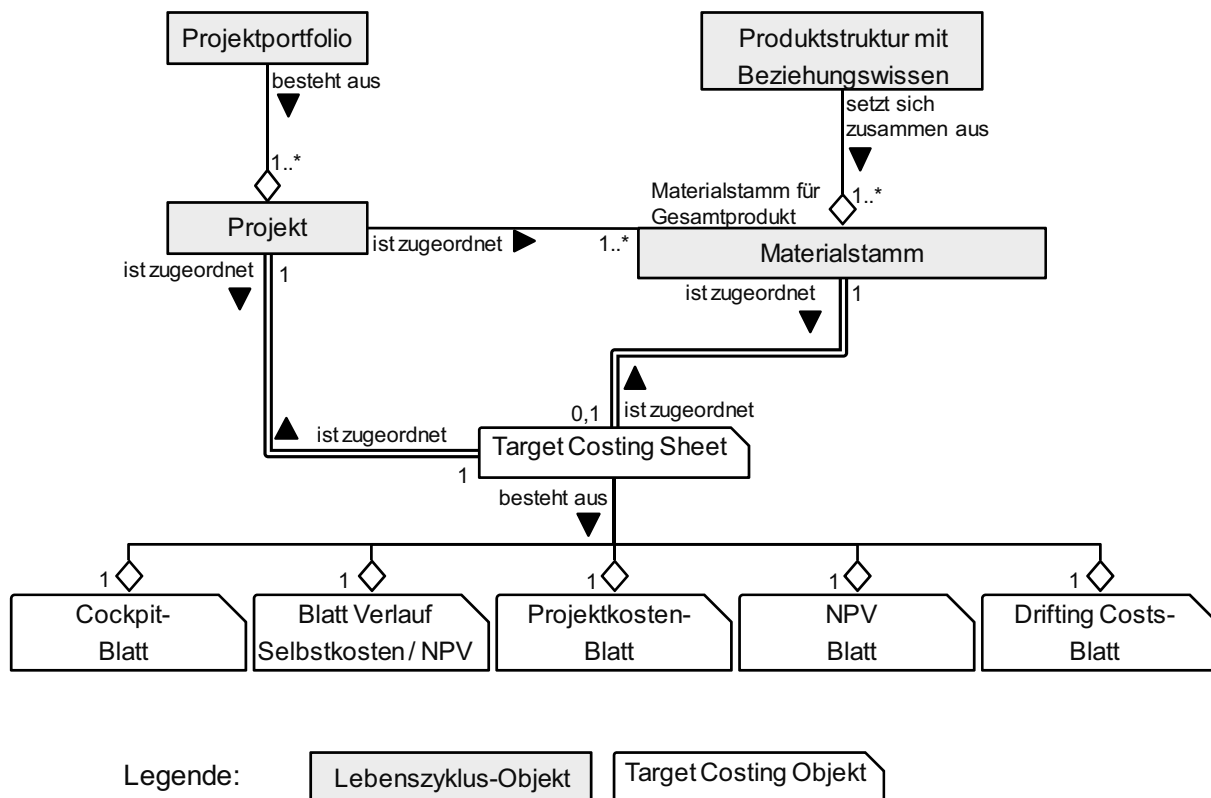 Projektportfolio
Produktstruktur mit
Beziehungswissen
besteht aus
setzt sich
zusammen aus
1..*
Materialstamm für
Gesamtprodukt
1..*
Projekt
ist zugeordnet
1..*
Materialstamm
ist zugeordnet
1
ist zugeordnet
1
0,1
ist zugeordnet
ist zugeordnet
1
Target Costing Sheet
besteht aus
1
1
1
1
1
Cockpit-
Blatt
Blatt Verlauf
Selbstkosten / NPV
Projektkosten-
Blatt
NPV
Blatt
Drifting Costs-
Blatt
Legende:
Lebenszyklus-Objekt
Target Costing Objekt